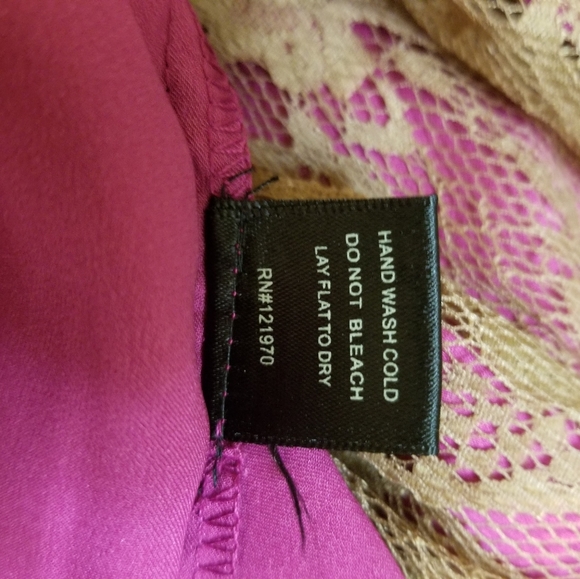 HAND WASH COLD
DO NOT BLEACH
LAY FLAT TO DRY
RN#121970